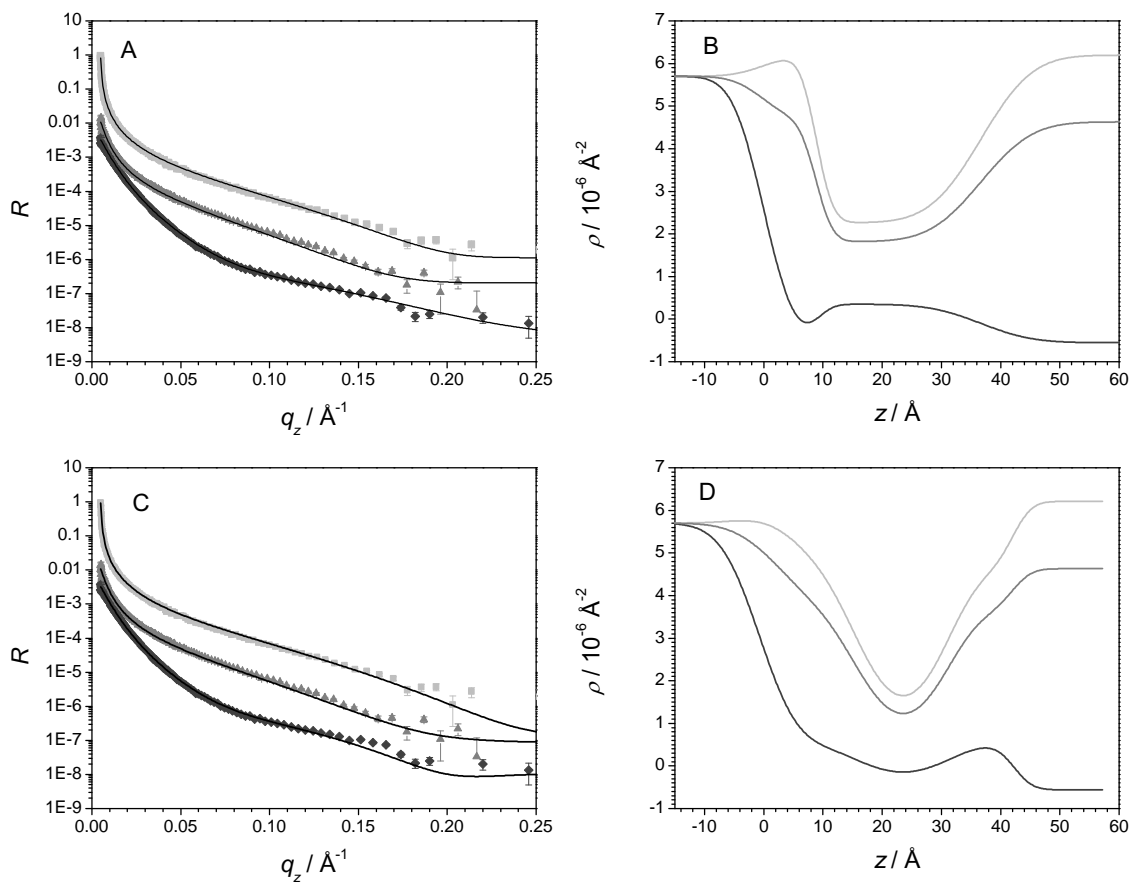 A
10
1
0.1
0.01
1E-3
1E-4
1E-5
1E-6
1E-7
1E-8
1E-9
R
0.00 0.05 0.10 0.15 0.20 0.25
q_z / Å⁻¹
B
7
6
5
4
3
2
1
0
-1
ρ / 10⁻⁶ Å⁻²
-10 0 10 20 30 40 50 60
z / Å
C
10
1
0.1
0.01
1E-3
1E-4
1E-5
1E-6
1E-7
1E-8
1E-9
R
0.00 0.05 0.10 0.15 0.20 0.25
q_z / Å⁻¹
D
7
6
5
4
3
2
1
0
-1
ρ / 10⁻⁶ Å⁻²
-10 0 10 20 30 40 50 60
z / Å